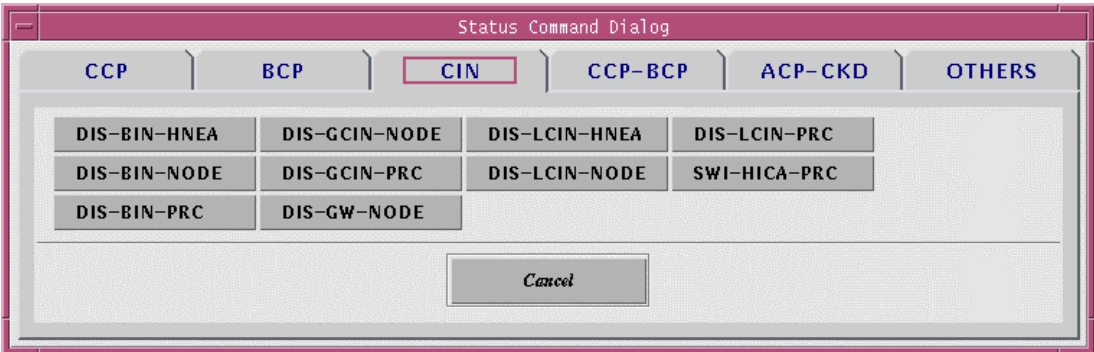 Status Command Dialog
CCP BCP CIN CCP-BCP ACP-CKD OTHERS
DIS-BIN-HNEA DIS-GCIN-NODE DIS-LCIN-HNEA DIS-LCIN-PRC
DIS-BIN-NODE DIS-GCIN-PRC DIS-LCIN-NODE SWI-HICA-PRC
DIS-BIN-PRC DIS-GW-NODE
Cancel